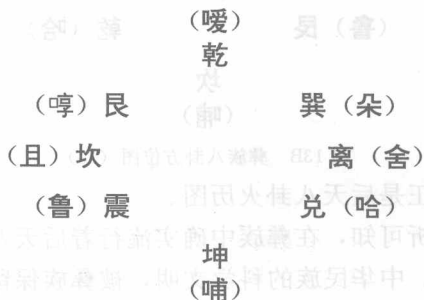 （嗳）
乾
（哼）艮 巽（朵）
（且）坎 离（舍）
（鲁）震 兑（哈）
坤
（哺）